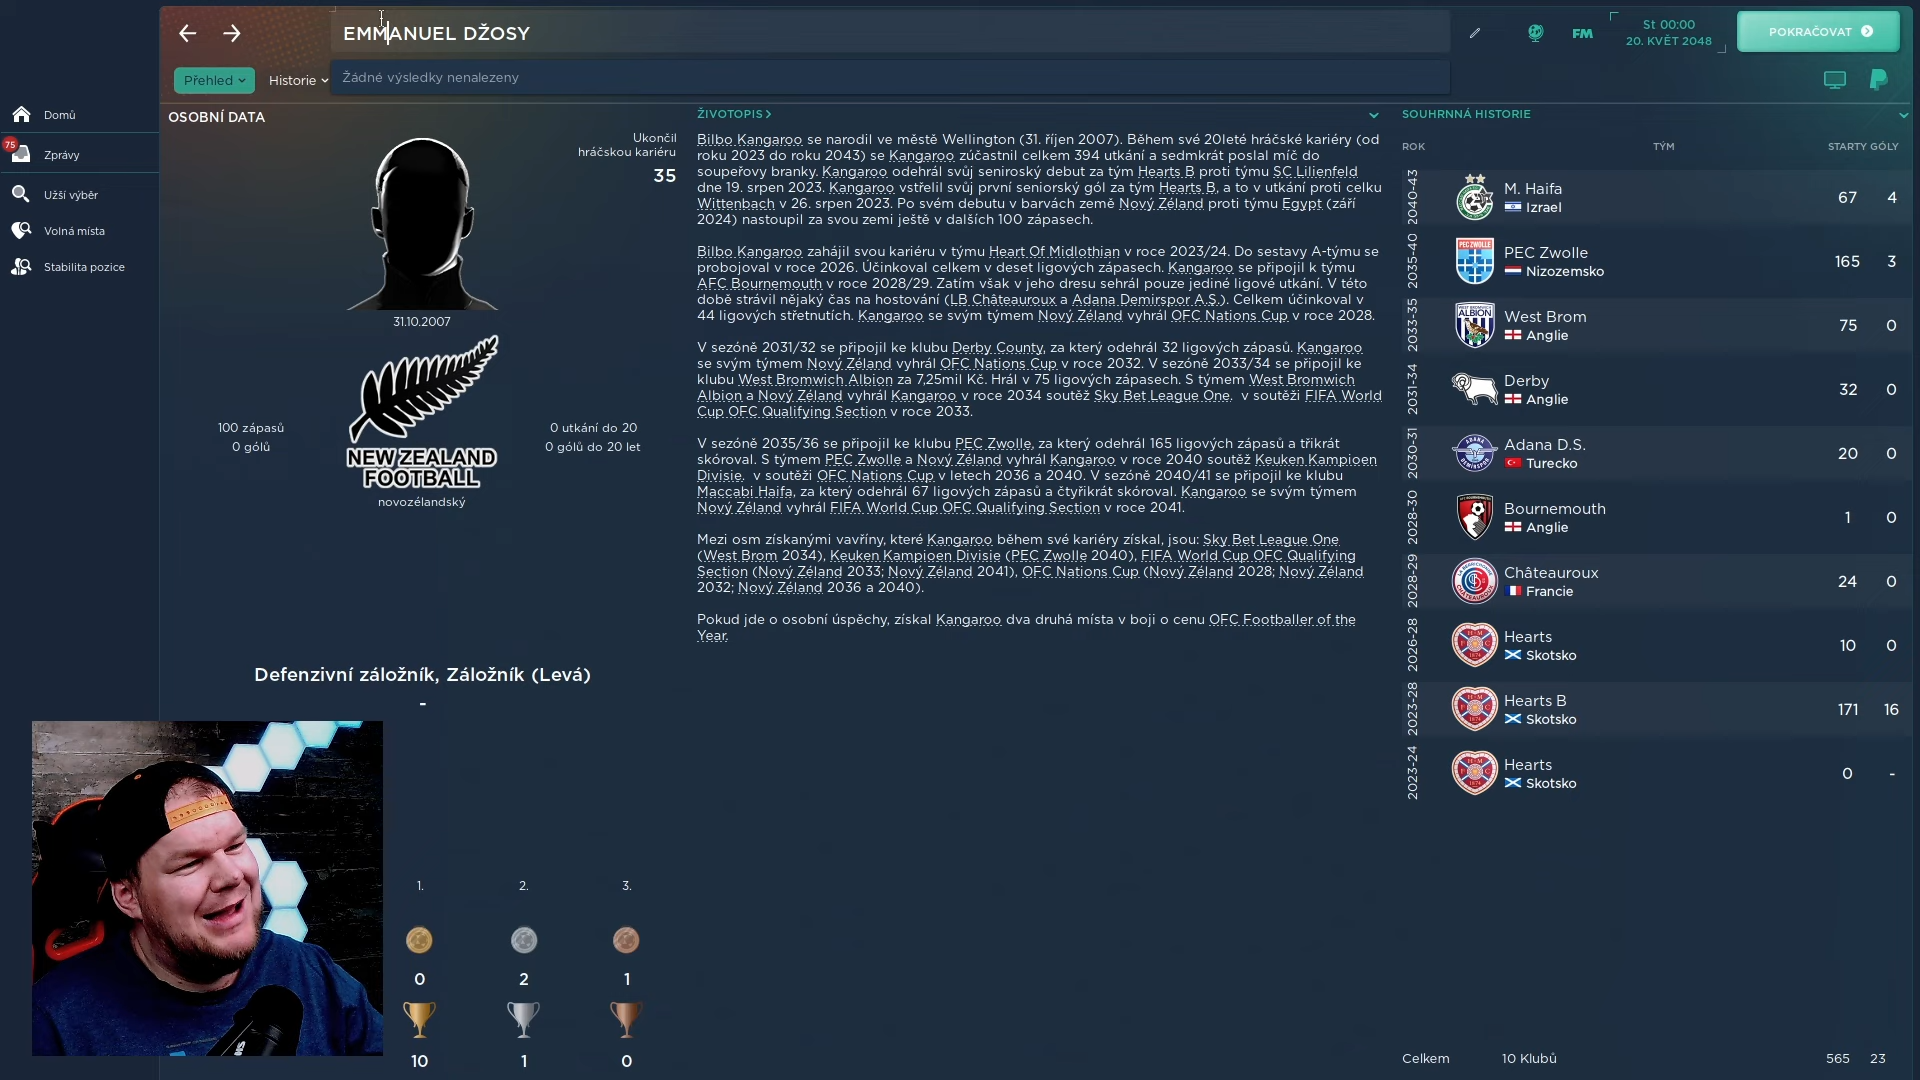 EMMANUEL DŽOSY
FM
St 00:00
20. KVĚT 2048
POKRAČOVAT
Přehled
Historie
Žádné výsledky nenalezeny
Domů
75
Zprávy
Užší výběr
Volná místa
Stabilita pozice
OSOBNÍ DATA
Ukončil
hráčskou kariéru
35
31.10.2007
100 zápasů
0 gólů
0 utkání do 20
0 gólů do 20 let
NEW ZEALAND
FOOTBALL
novozélandský
Defenzivní záložník, Záložník (Levá)
-
1.
2.
3.
0
2
1
10
1
0
ŽIVOTOPIS
Bilbo Kangaroo se narodil ve městě Wellington (31. říjen 2007). Během své 20leté hráčské kariéry (od
roku 2023 do roku 2043) se Kangaroo zúčastnil celkem 394 utkání a sedmkrát poslal míč do
soupeřovy branky. Kangaroo odehrál svůj seniroský debut za tým Hearts B proti týmu SC Lilienfeld
dne 19. srpen 2023. Kangaroo vstřelil svůj první seniorský gól za tým Hearts B, a to v utkání proti celku
Wittenbach v 26. srpen 2023. Po svém debutu v barvách země Nový Zéland proti týmu Egypt (září
2024) nastoupil za svou zemi ještě v dalších 100 zápasech.
Bilbo Kangaroo zahájil svou kariéru v týmu Heart Of Midlothian v roce 2023/24. Do sestavy A-týmu se
probojoval v roce 2026. Účinkoval celkem v deset ligových zápasech. Kangaroo se připojil k týmu
AFC Bournemouth v roce 2028/29. Zatím však v jeho dresu sehrál pouze jediné ligové utkání. V této
době strávil nějaký čas na hostování (LB Châteauroux a Adana Demirspor A.Ş.). Celkem účinkoval v
44 ligových střetnutích. Kangaroo se svým týmem Nový Zéland vyhrál OFC Nations Cup v roce 2028.
V sezóně 2031/32 se připojil ke klubu Derby County, za který odehrál 32 ligových zápasů. Kangaroo
se svým týmem Nový Zéland vyhrál OFC Nations Cup v roce 2032. V sezóně 2033/34 se připojil ke
klubu West Bromwich Albion za 7,25mil Kč. Hrál v 75 ligových zápasech. S týmem West Bromwich
Albion a Nový Zéland vyhrál Kangaroo v roce 2034 soutěž Sky Bet League One.  v soutěži FIFA World
Cup OFC Qualifying Section v roce 2033.
V sezóně 2035/36 se připojil ke klubu PEC Zwolle, za který odehrál 165 ligových zápasů a třikrát
skóroval. S týmem PEC Zwolle a Nový Zéland vyhrál Kangaroo v roce 2040 soutěž Keuken Kampioen
Divisie.  v soutěži OFC Nations Cup v letech 2036 a 2040. V sezóně 2040/41 se připojil ke klubu
Maccabi Haifa, za který odehrál 67 ligových zápasů a čtyřikrát skóroval. Kangaroo se svým týmem
Nový Zéland vyhrál FIFA World Cup OFC Qualifying Section v roce 2041.
Mezi osm získanými vavříny, které Kangaroo během své kariéry získal, jsou: Sky Bet League One
(West Brom 2034), Keuken Kampioen Divisie (PEC Zwolle 2040), FIFA World Cup OFC Qualifying
Section (Nový Zéland 2033; Nový Zéland 2041), OFC Nations Cup (Nový Zéland 2028; Nový Zéland
2032; Nový Zéland 2036 a 2040).
Pokud jde o osobní úspěchy, získal Kangaroo dva druhá místa v boji o cenu OFC Footballer of the
Year.
SOUHRNNÁ HISTORIE
ROK TÝM STARTY GÓLY
2040-43 M. Haifa 67 4
Izrael
2035-40 PEC Zwolle 165 3
Nizozemsko
2033-35 West Brom 75 0
Anglie
2031-34 Derby 32 0
Anglie
2030-31 Adana D.S. 20 0
Turecko
2028-30 Bournemouth 1 0
Anglie
2028-29 Châteauroux 24 0
Francie
2026-28 Hearts 10 0
Skotsko
2023-28 Hearts B 171 16
Skotsko
2023-24 Hearts 0 -
Skotsko
Celkem 10 Klubů 565 23